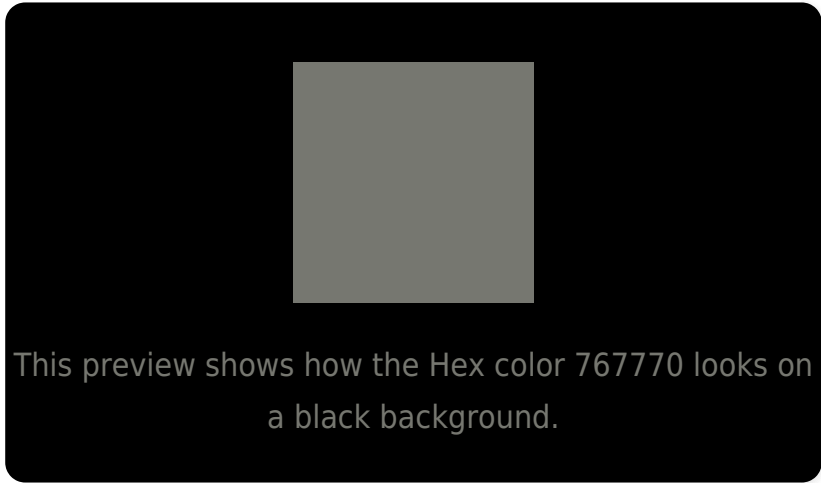 This preview shows how the Hex color 767770 looks on
a black background.